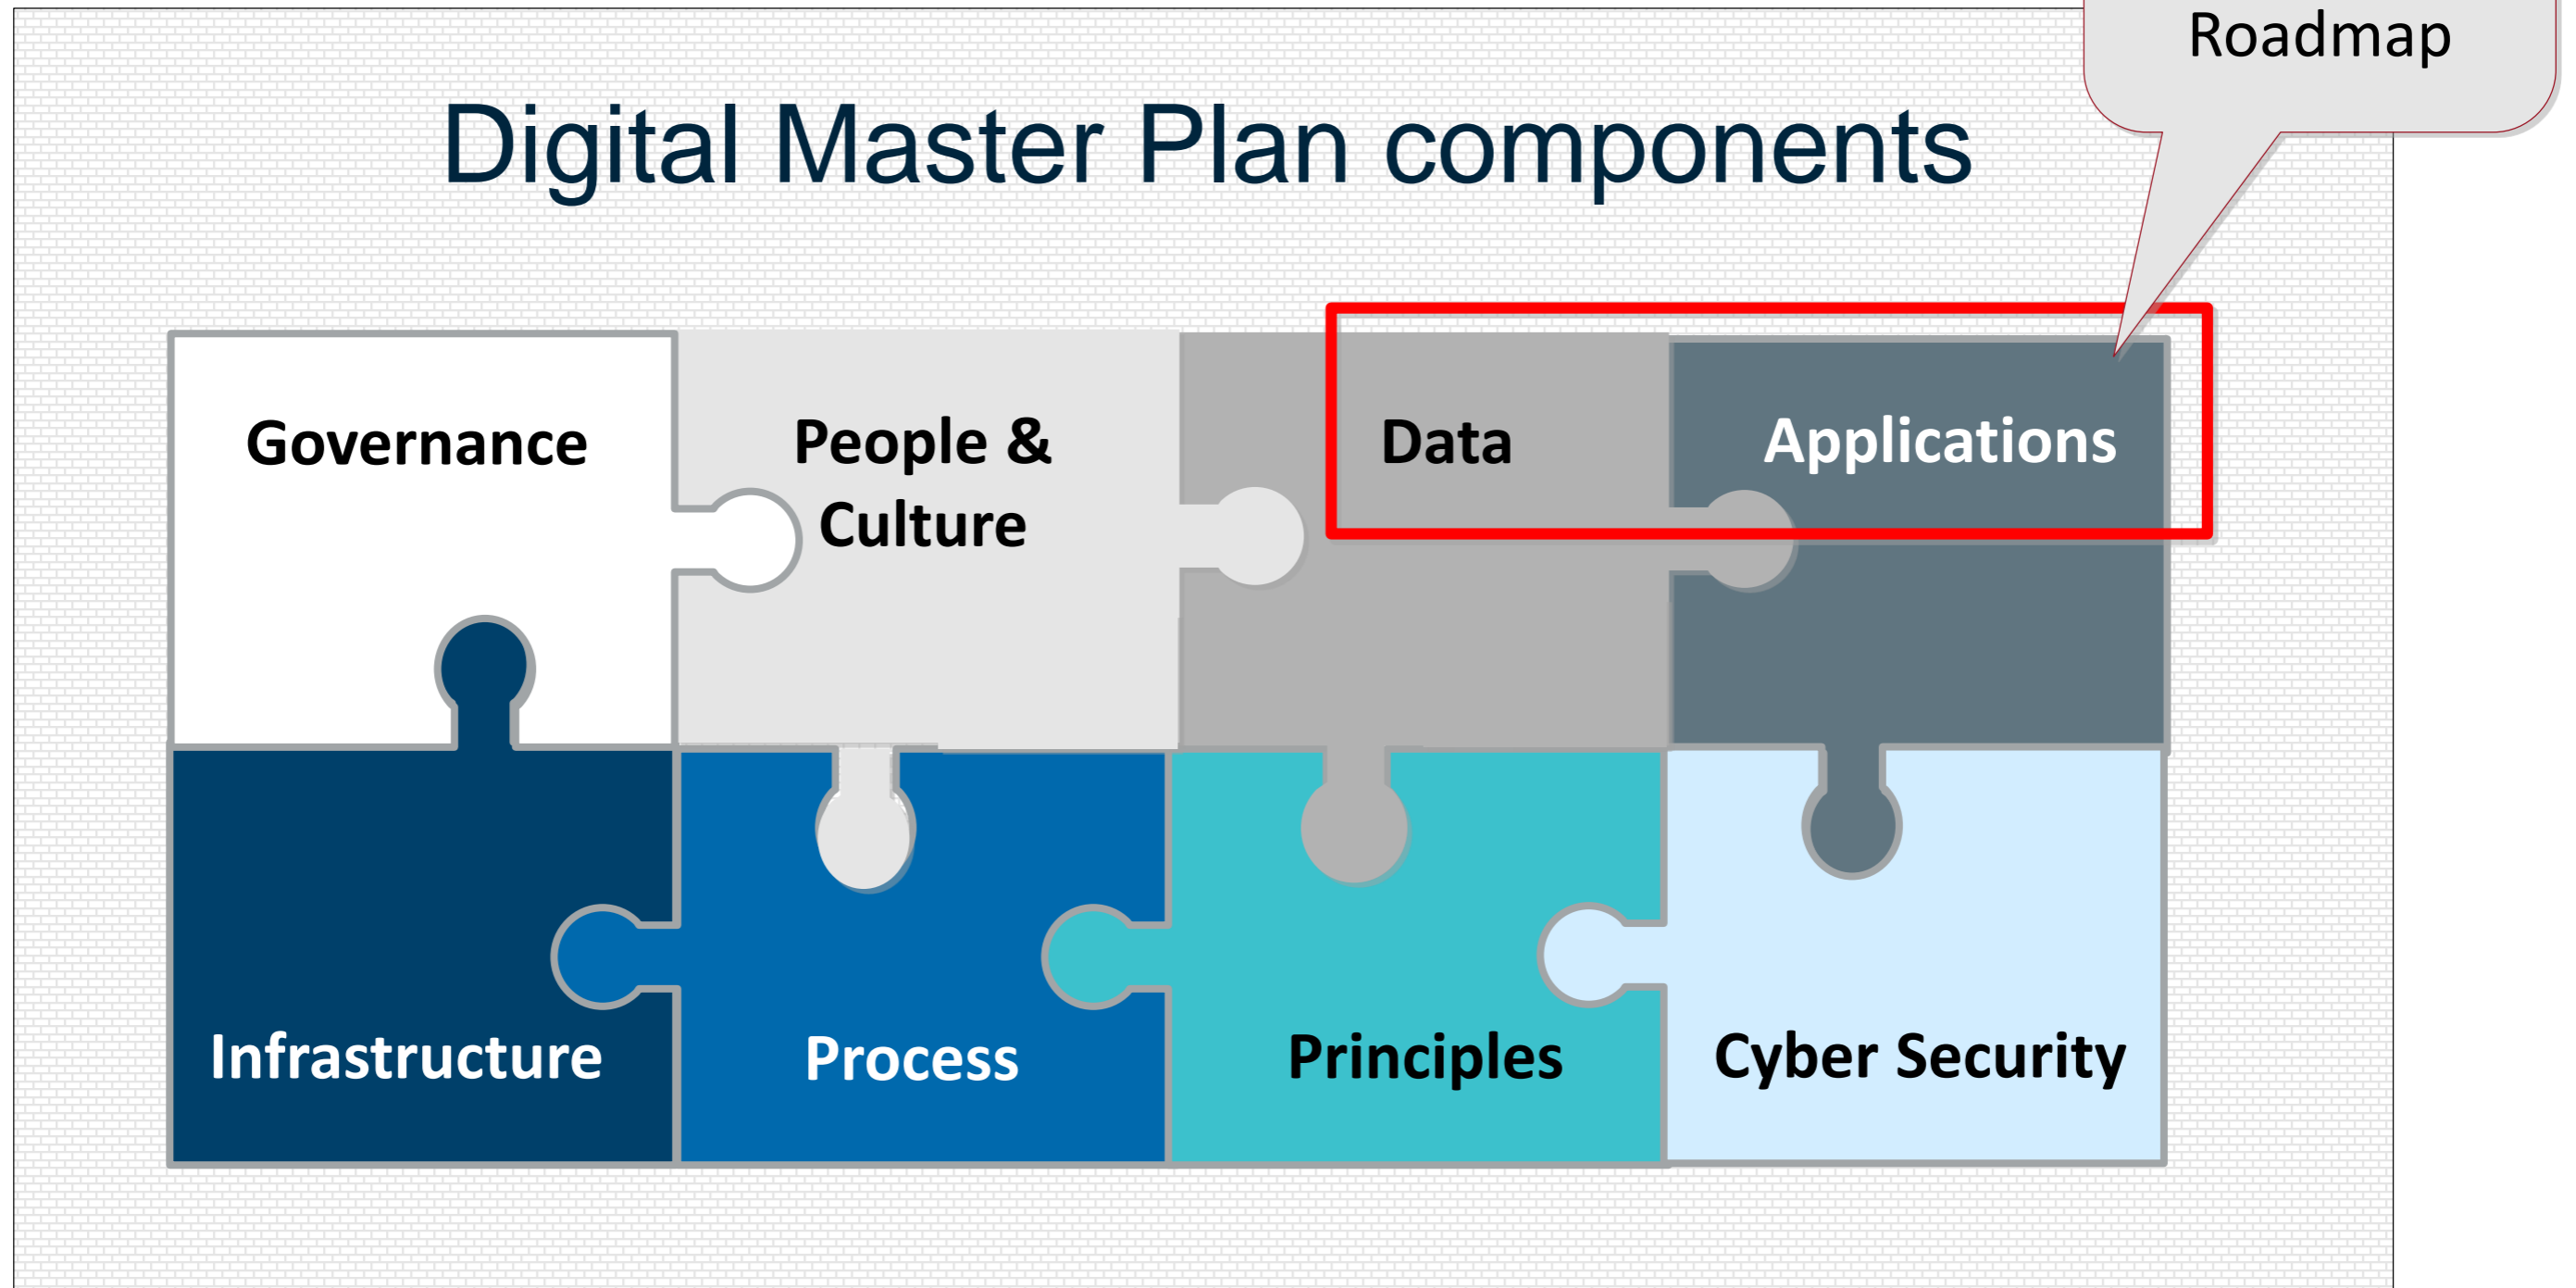 Roadmap
Digital Master Plan components
Governance
People &
Culture
Data
Applications
Infrastructure
Process
Principles
Cyber Security